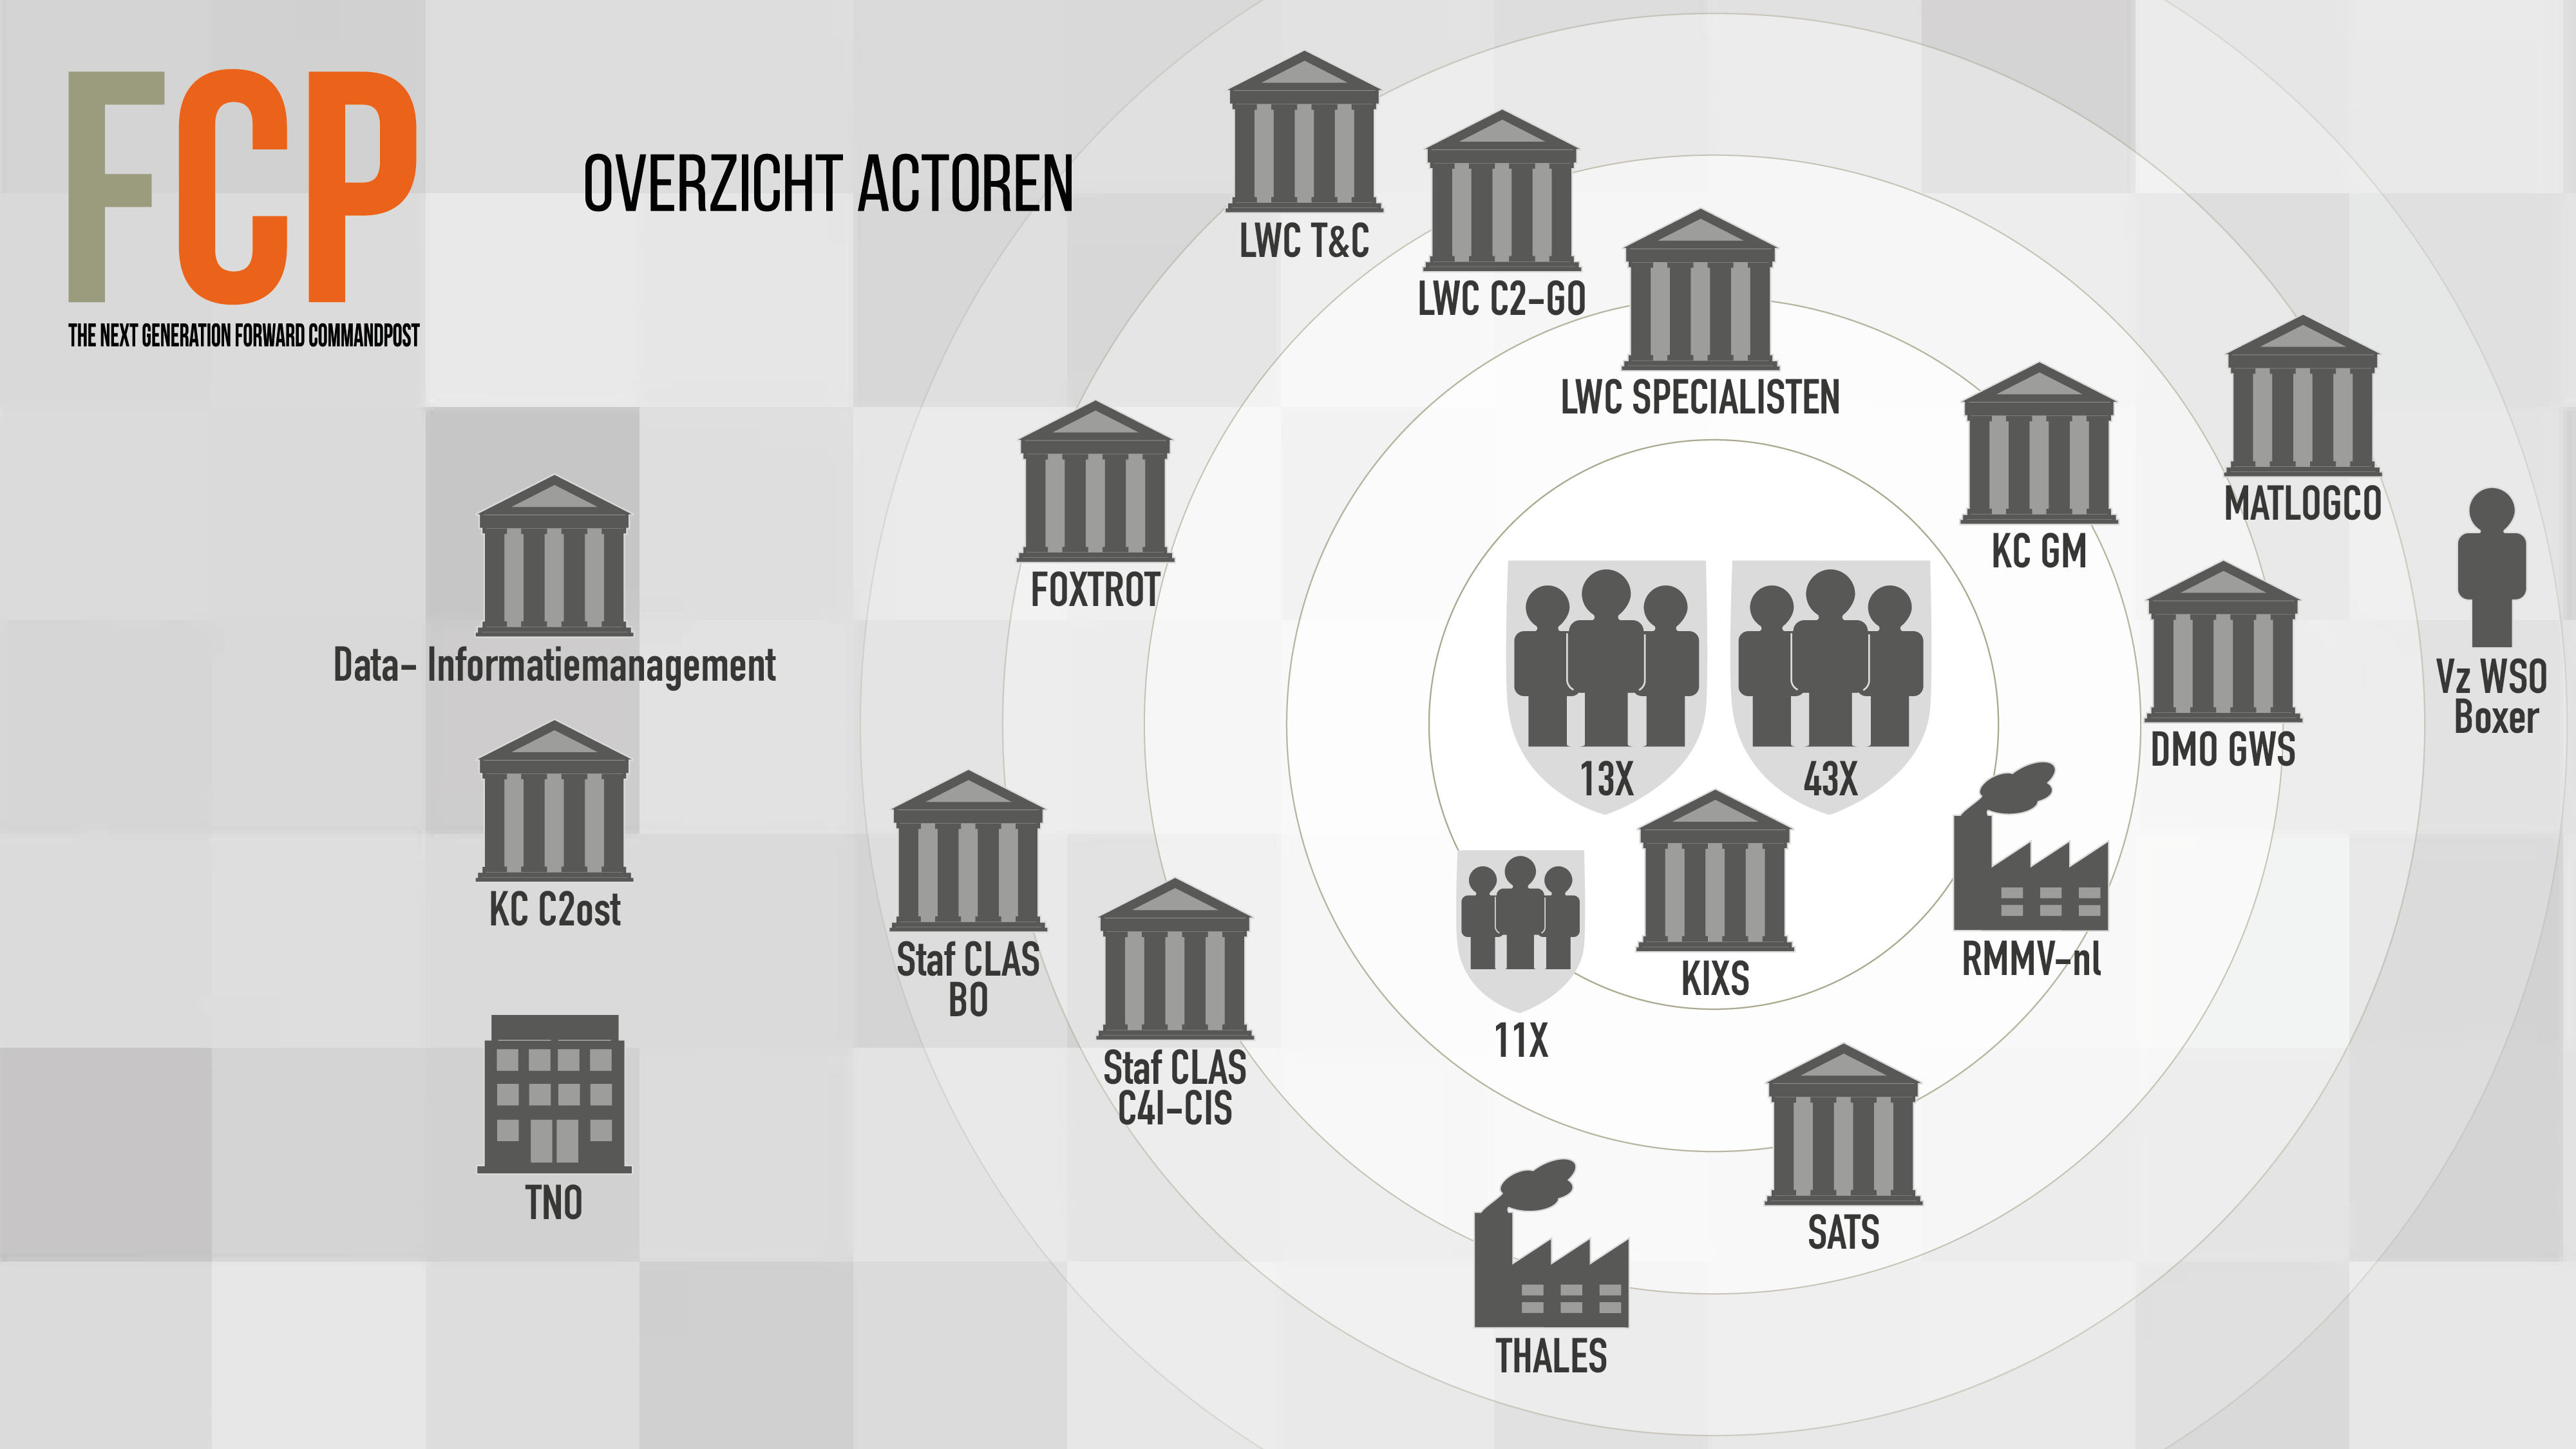 FCP
THE NEXT GENERATION FORWARD COMMANDPOST
OVERZICHT ACTOREN
LWC T&C
LWC C2-GO
LWC SPECIALISTEN
KC GM
MATLOGCO
FOXTROT
Data- Informatiemanagement
Vz WSO
Boxer
DMO GWS
13X
43X
KC C2ost
Staf CLAS
BO
KIXS
RMMV-nl
11X
Staf CLAS
C4I-CIS
TNO
SATS
THALES